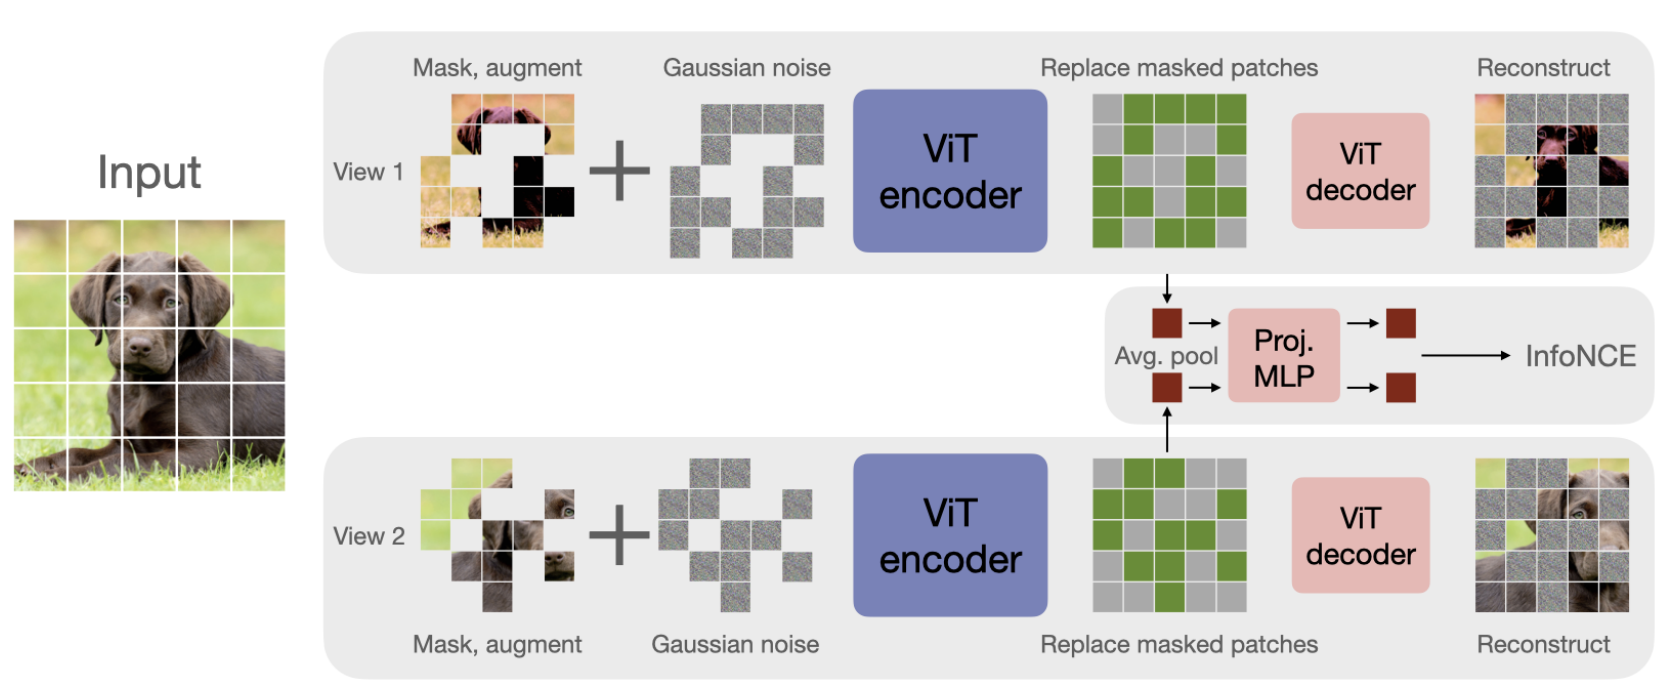 Input
Mask, augment
Gaussian noise
Replace masked patches
Reconstruct
View 1
ViT
encoder
ViT
decoder
Avg. pool
Proj.
MLP
InfoNCE
View 2
ViT
encoder
ViT
decoder
Mask, augment
Gaussian noise
Replace masked patches
Reconstruct